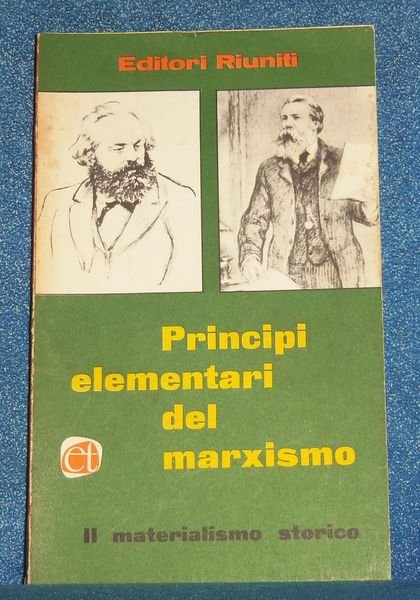 Editori Riuniti
Principi
elementari
del
marxismo
et
Il materialismo storico